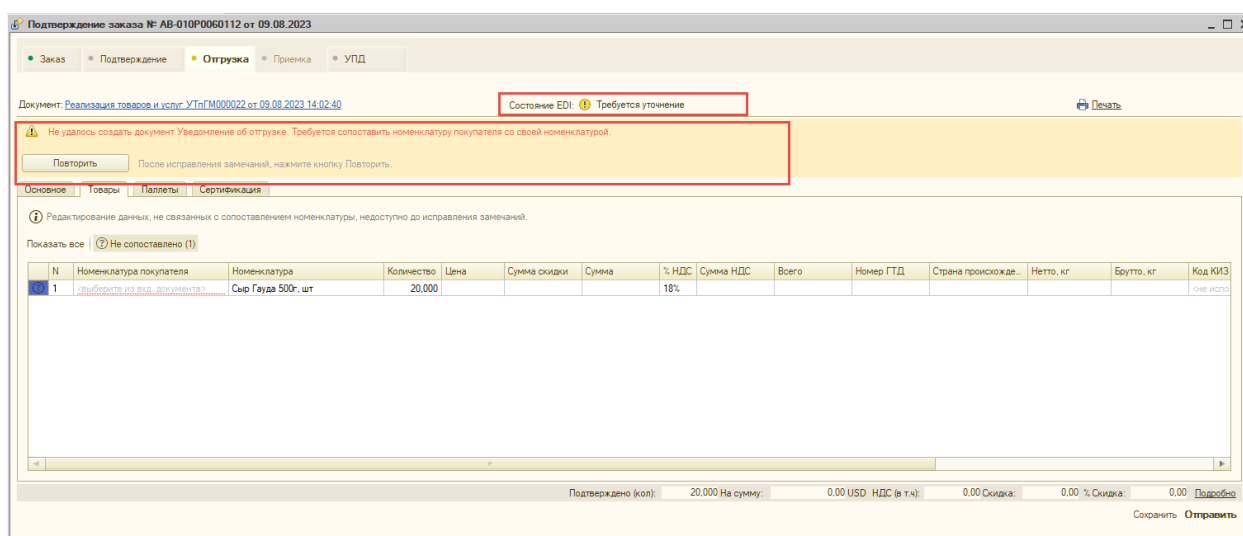 Подтверждение заказа № АВ-010Р0060112 от 09.08.2023
Заказ Подтверждение Отгрузка Приемка УПД
Документ: Реализация товаров и услуг УТпГМ000022 от 09.08.2023 14:02:40 Состояние EDI: Требуется уточнение Печать
Не удалось создать документ Уведомление об отгрузке. Требуется сопоставить номенклатуру покупателя со своей номенклатурой.
Повторить После исправления замечаний, нажмите кнопку Повторить.
Основное Товары Паллеты Сертификация
Редактирование данных, не связанных с сопоставлением номенклатуры, недоступно до исправления замечаний.
Показать все Не сопоставлено (1)
N Номенклатура покупателя Номенклатура Количество Цена Сумма скидки Сумма % НДС Сумма НДС Всего Номер ГТД Страна происхожде... Нетто, кг Брутто, кг Код КИЗ
1 <выберите из вход. документа> Сыр Гауда 500г, шт 20,000 18% <не испо
Подтверждено (кол): 20,000 На сумму: 0,00 USD НДС (в т.ч): 0,00 Скидка: 0,00 % Скидка: 0,00 Подробно
Сохранить Отправить